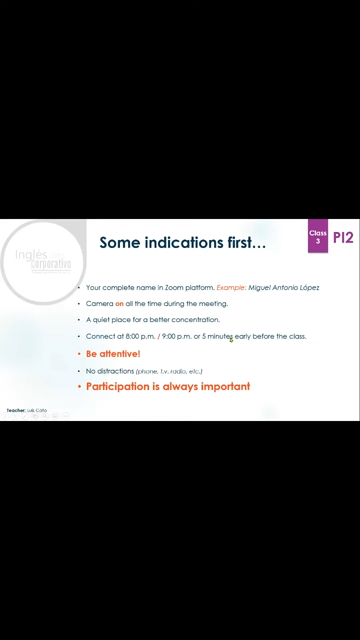 Inglés
Corporativo
Some indications first…
Class
3
PI2
Your complete name in Zoom platform. Example: Miguel Antonio López
Camera on all the time during the meeting.
A quiet place for a better concentration.
Connect at 8:00 p.m. / 9:00 p.m. or 5 minutes early before the class.
Be attentive!
No distractions (phone, t.v. radio, etc.)
Participation is always important
Teacher: Luis